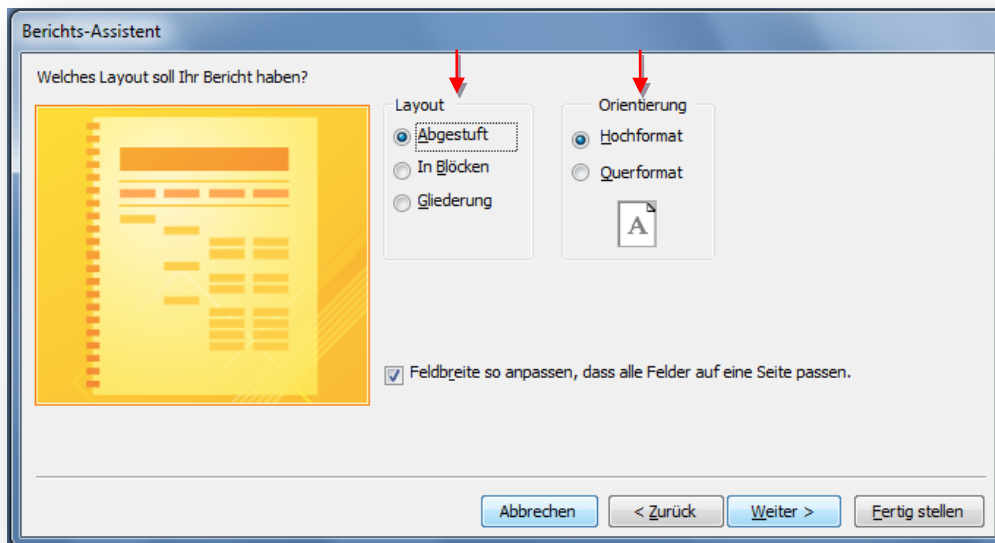 Berichts-Assistent
Welches Layout soll Ihr Bericht haben?
Layout
Abgestuft
In Blöcken
Gliederung
Orientierung
Hochformat
Querformat
A
Feldbreite so anpassen, dass alle Felder auf eine Seite passen.
Abbrechen
< Zurück
Weiter >
Fertig stellen